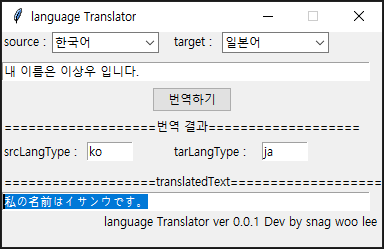 language Translator
source : 한국어 target : 일본어
내 이름은 이상우 입니다.
번역하기
===================번역 결과===================
srcLangType : ko tarLangType : ja
===================translatedText===================
私の名前はイサンウです。
language Translator ver 0.0.1 Dev by snag woo lee